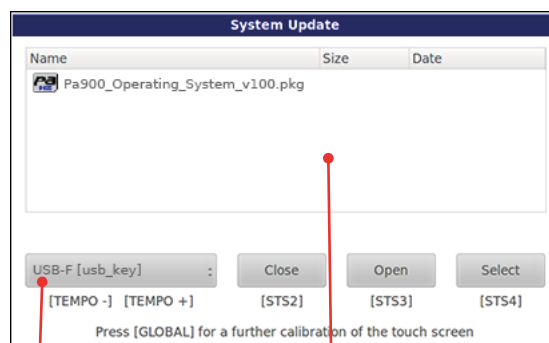 System Update
Name Size Date
Pa900_Operating_System_v100.pkg
USB-F [usb_key] : Close Open Select
[TEMPO -] [TEMPO +] [STS2] [STS3] [STS4]
Press [GLOBAL] for a further calibration of the touch screen